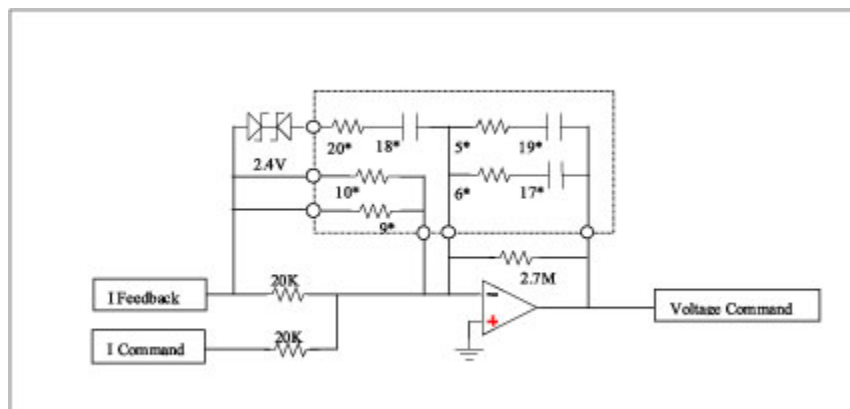 20*
18*
5*
19*
2.4V
10*
6*
17*
9*
2.7M
20K
I Feedback
Voltage Command
20K
I Command